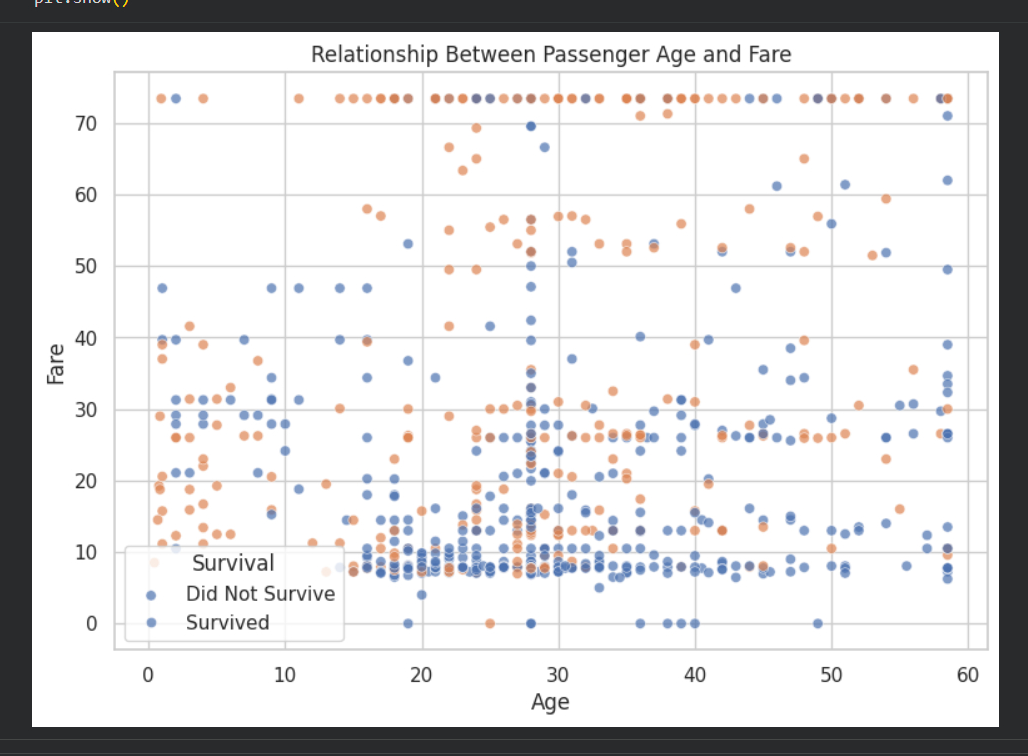 plt.show()
Relationship Between Passenger Age and Fare
70
60
50
40
30
20
10
0
Fare
Survival
Did Not Survive
Survived
0 10 20 30 40 50 60
Age